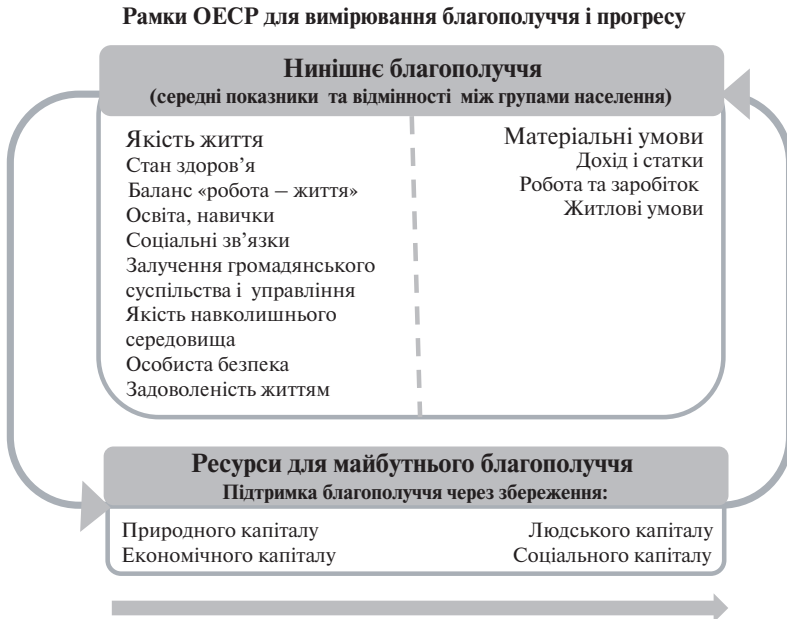 Рамки ОЕСР для вимірювання благополуччя і прогресу
Нинішнє благополуччя
(середні показники та відмінності між групами населення)
Якість життя
Стан здоров’я
Баланс «робота – життя»
Освіта, навички
Соціальні зв’язки
Залучення громадянського
суспільства і управління
Якість навколишнього
середовища
Особиста безпека
Задоволеність життям
Матеріальні умови
Дохід і статки
Робота та заробіток
Житлові умови
Ресурси для майбутнього благополуччя
Підтримка благополуччя через збереження:
Природного капіталу
Економічного капіталу
Людського капіталу
Соціального капіталу